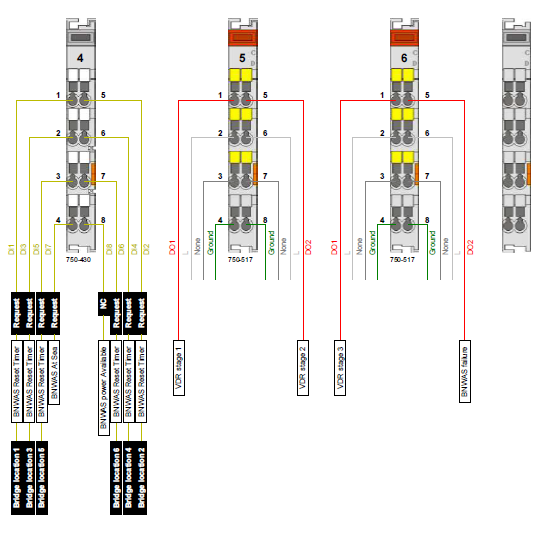 4
5
6
C
D
C
D
1
5
2
6
3
7
4
8
1
5
2
6
3
7
4
8
1
5
2
6
3
7
4
8
DI1
DI3
DI5
DI7
750-430
DI8
DI6
DI4
DI2
DO1
L
None
Ground
750-517
Ground
None
L
DO2
DO1
L
None
Ground
750-517
Ground
None
L
DO2
Request
Request
Request
Request
NC
Request
Request
Request
BNWAS Reset Timer
BNWAS Reset Timer
BNWAS Reset Timer
BNWAS At Sea
BNWAS power Available
BNWAS Reset Timer
BNWAS Reset Timer
BNWAS Reset Timer
VDR stage 1
VDR stage 2
VDR stage 3
BNWAS failure
Bridge location 1
Bridge location 3
Bridge location 5
Bridge location 6
Bridge location 4
Bridge location 2